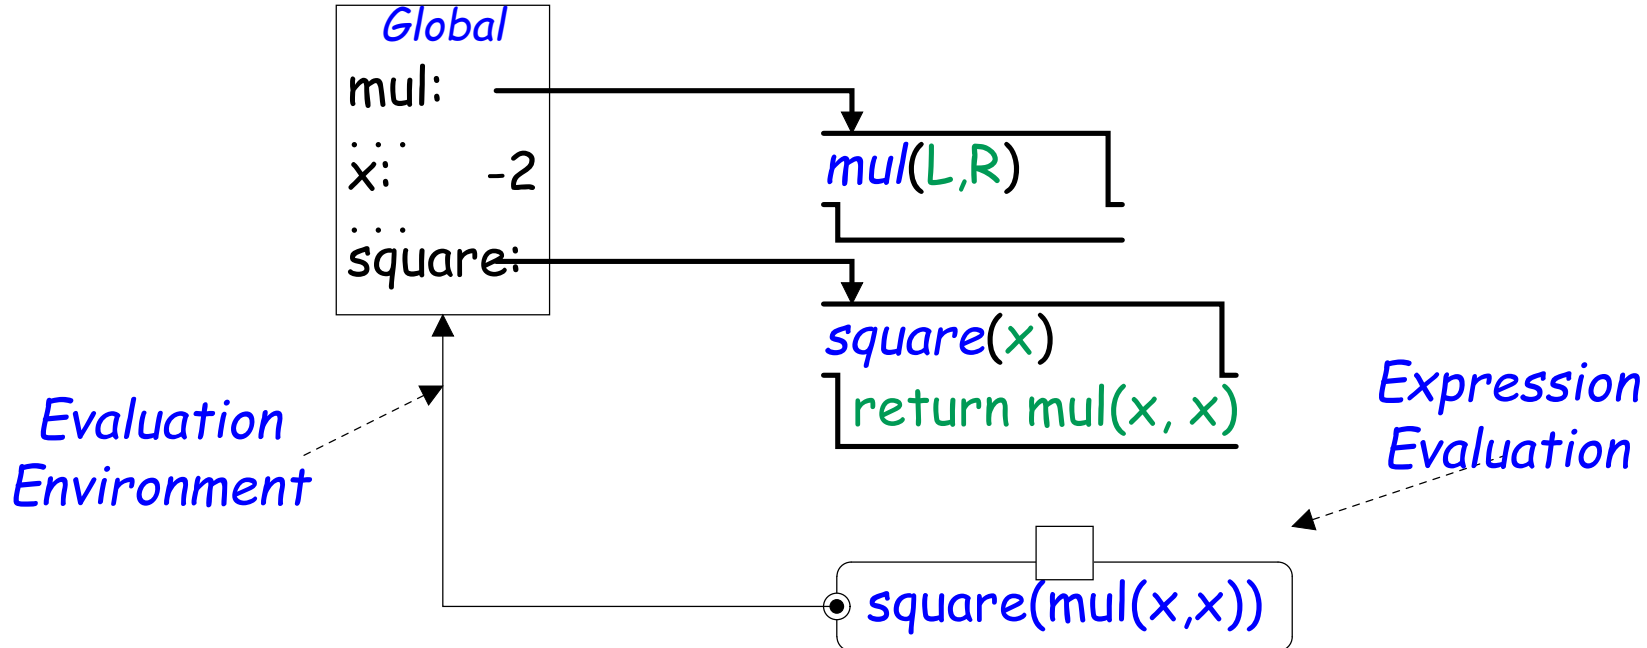 Global
mul:
. . .
x: -2
. . .
square:
mul(L,R)
square(x)
return mul(x, x)
Evaluation
Environment
Expression
Evaluation
square(mul(x,x))